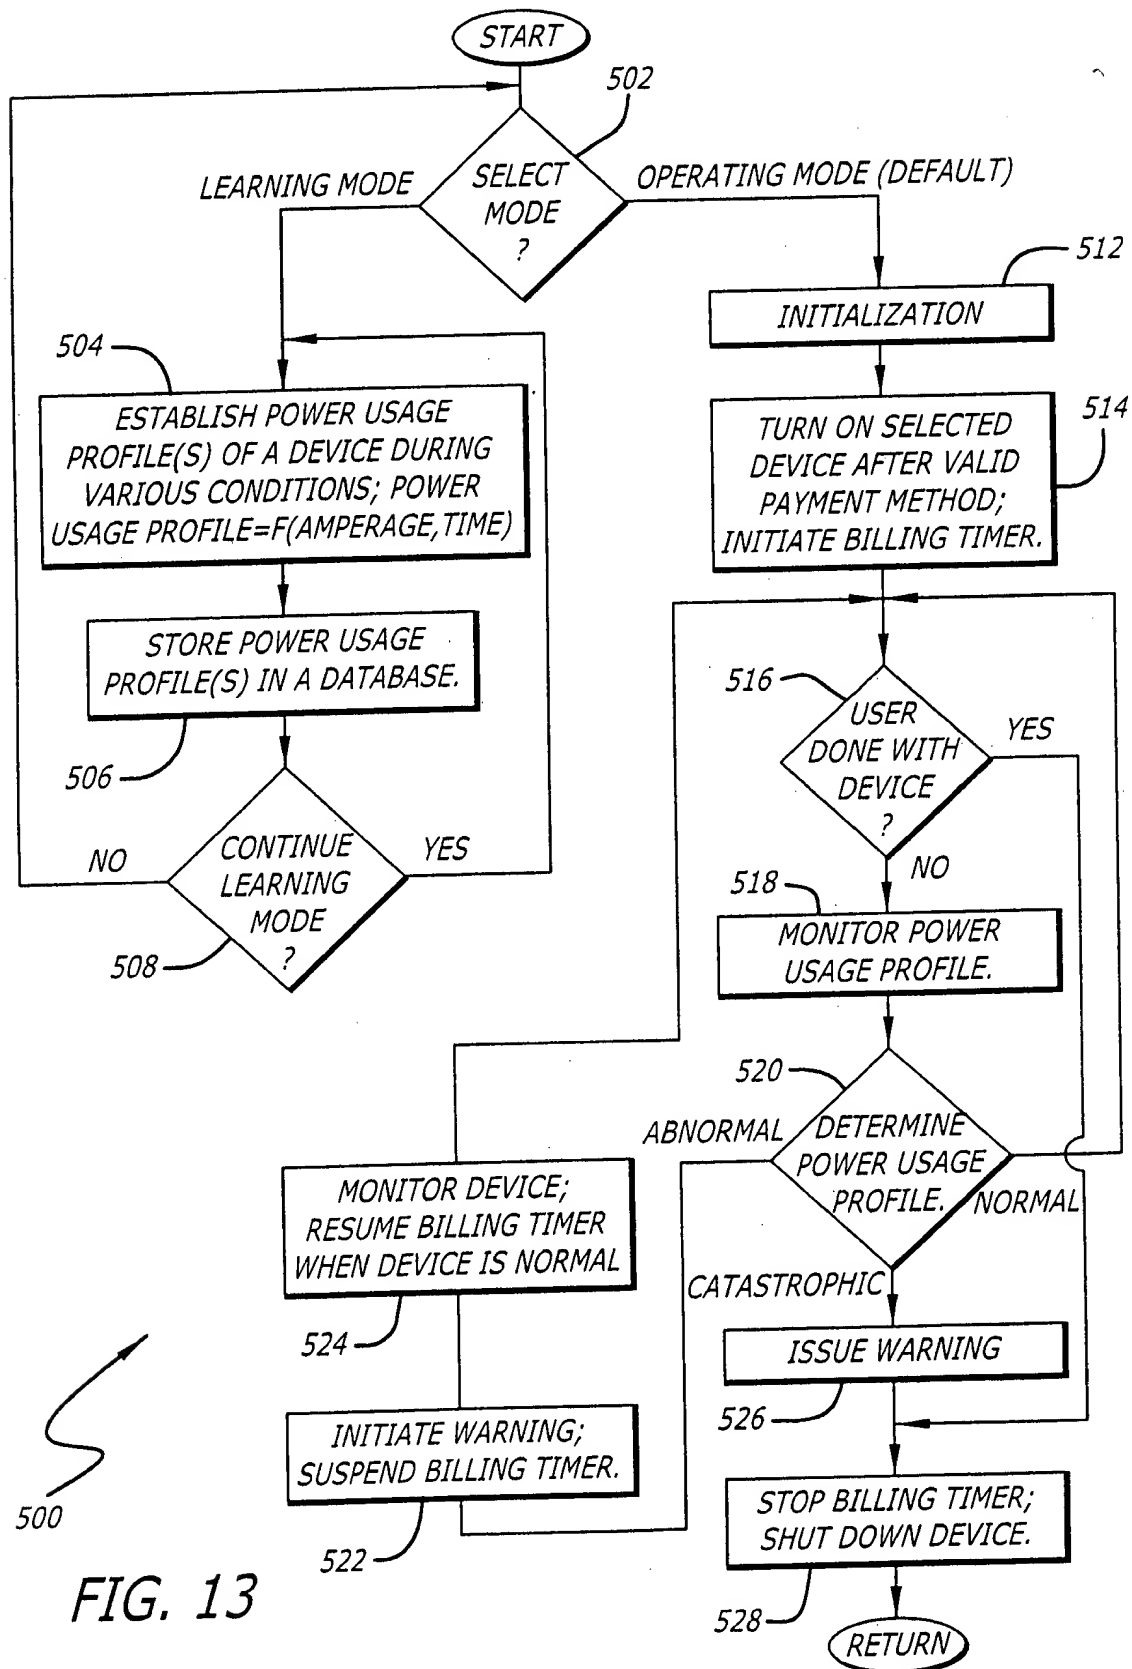 START
502
SELECT
MODE
?
LEARNING MODE
OPERATING MODE (DEFAULT)
512
INITIALIZATION
504
ESTABLISH POWER USAGE
PROFILE(S) OF A DEVICE DURING
VARIOUS CONDITIONS; POWER
USAGE PROFILE=F(AMPERAGE,TIME)
514
TURN ON SELECTED
DEVICE AFTER VALID
PAYMENT METHOD;
INITIATE BILLING TIMER.
STORE POWER USAGE
PROFILE(S) IN A DATABASE.
506
516
USER
DONE WITH
DEVICE
?
YES
NO
CONTINUE
LEARNING
MODE
?
NO
YES
508
518
MONITOR POWER
USAGE PROFILE.
520
DETERMINE
POWER USAGE
PROFILE.
ABNORMAL
NORMAL
CATASTROPHIC
MONITOR DEVICE;
RESUME BILLING TIMER
WHEN DEVICE IS NORMAL
524
ISSUE WARNING
526
INITIATE WARNING;
SUSPEND BILLING TIMER.
522
STOP BILLING TIMER;
SHUT DOWN DEVICE.
528
RETURN
500
FIG. 13